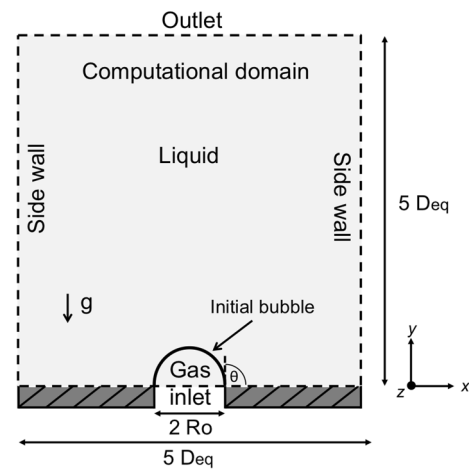 Outlet
Computational domain
Liquid
Side wall
Side wall
5 Deq
g
Initial bubble
Gas
inlet
θ
y
z
x
2 Ro
5 Deq